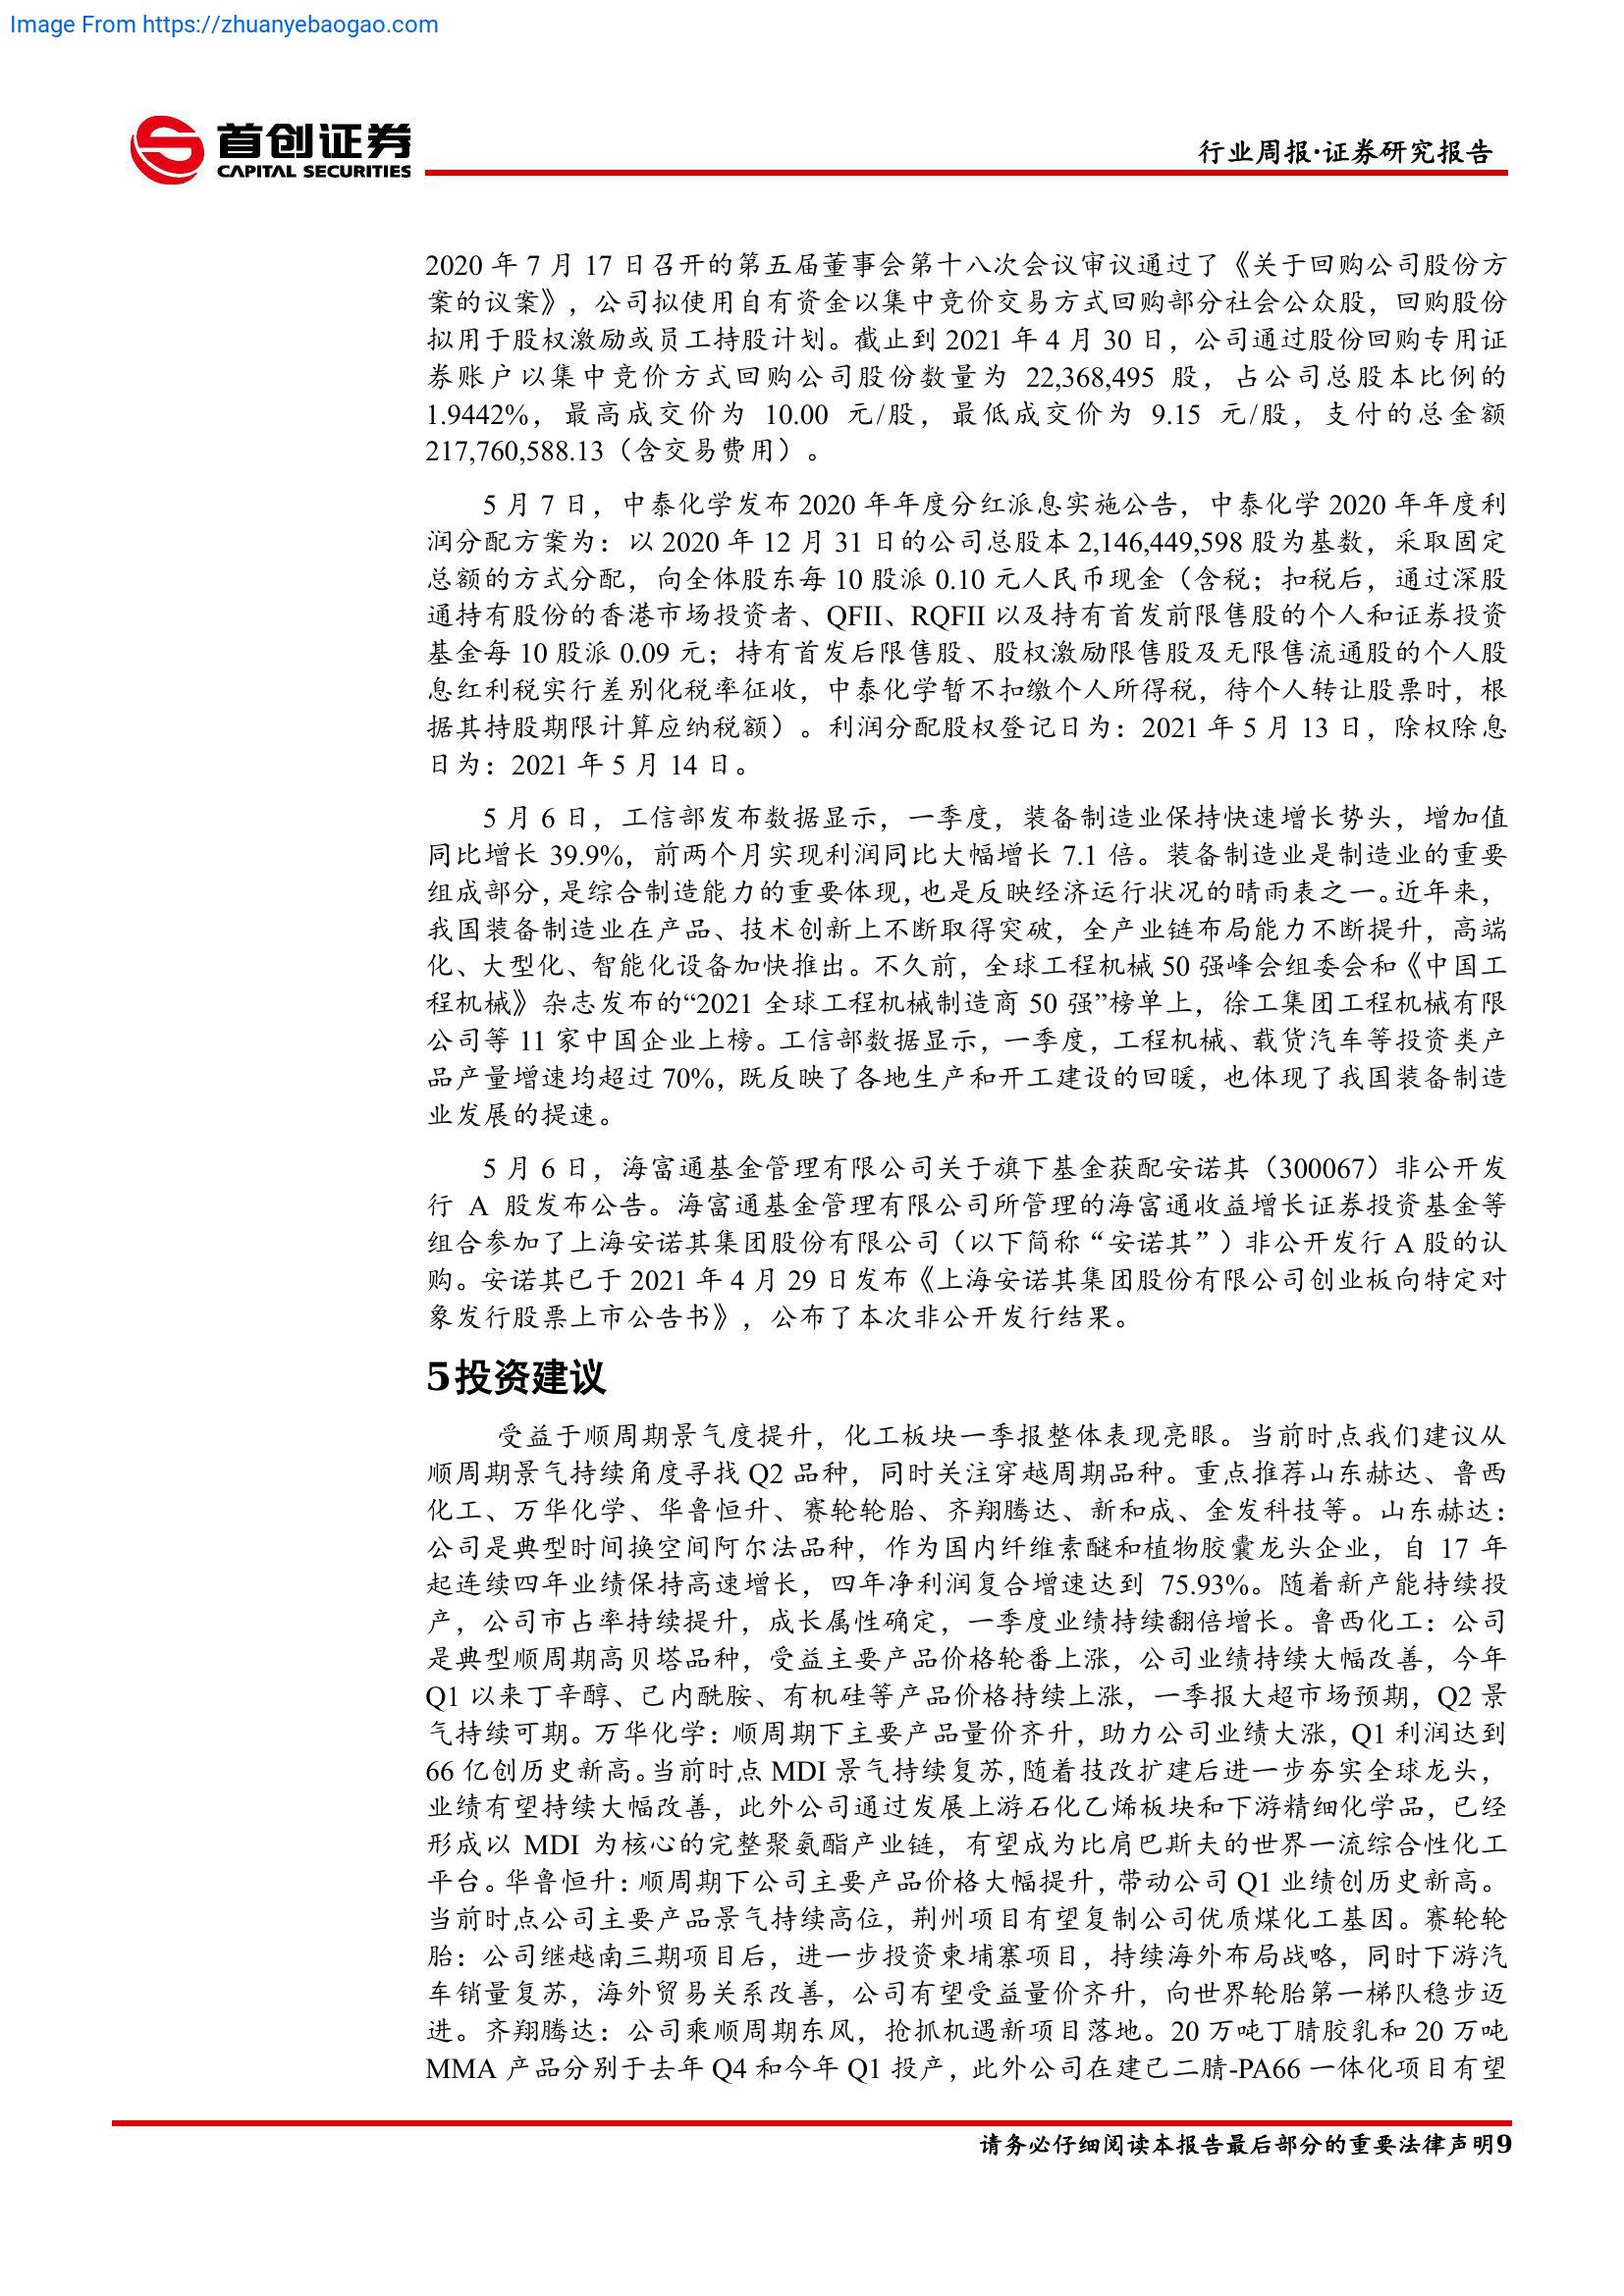 Image From https://zhuanyebaogao.com
首创证券
CAPITAL SECURITIES
行业周报·证券研究报告
2020 年 7 月 17 日召开的第五届董事会第十八次会议审议通过了《关于回购公司股份方
案的议案》，公司拟使用自有资金以集中竞价交易方式回购部分社会公众股，回购股份
拟用于股权激励或员工持股计划。截止到 2021 年 4 月 30 日，公司通过股份回购专用证
券账户以集中竞价方式回购公司股份数量为 22,368,495 股，占公司总股本比例的
1.9442%，最高成交价为 10.00 元/股，最低成交价为 9.15 元/股，支付的总金额
217,760,588.13（含交易费用）。
5 月 7 日，中泰化学发布 2020 年年度分红派息实施公告，中泰化学 2020 年年度利
润分配方案为：以 2020 年 12 月 31 日的公司总股本 2,146,449,598 股为基数，采取固定
总额的方式分配，向全体股东每 10 股派 0.10 元人民币现金（含税；扣税后，通过深股
通持有股份的香港市场投资者、QFII、RQFII 以及持有首发前限售股的个人和证券投资
基金每 10 股派 0.09 元；持有首发后限售股、股权激励限售股及无限售流通股的个人股
息红利税实行差别化税率征收，中泰化学暂不扣缴个人所得税，待个人转让股票时，根
据其持股期限计算应纳税额）。利润分配股权登记日为：2021 年 5 月 13 日，除权除息
日为：2021 年 5 月 14 日。
5 月 6 日，工信部发布数据显示，一季度，装备制造业保持快速增长势头，增加值
同比增长 39.9%，前两个月实现利润同比大幅增长 7.1 倍。装备制造业是制造业的重要
组成部分，是综合制造能力的重要体现，也是反映经济运行状况的晴雨表之一。近年来，
我国装备制造业在产品、技术创新上不断取得突破，全产业链布局能力不断提升，高端
化、大型化、智能化设备加快推出。不久前，全球工程机械 50 强峰会组委会和《中国工
程机械》杂志发布的“2021 全球工程机械制造商 50 强”榜单上，徐工集团工程机械有限
公司等 11 家中国企业上榜。工信部数据显示，一季度，工程机械、载货汽车等投资类产
品产量增速均超过 70%，既反映了各地生产和开工建设的回暖，也体现了我国装备制造
业发展的提速。
5 月 6 日，海富通基金管理有限公司关于旗下基金获配安诺其（300067）非公开发
行 A 股发布公告。海富通基金管理有限公司所管理的海富通收益增长证券投资基金等
组合参加了上海安诺其集团股份有限公司（以下简称“安诺其”）非公开发行 A 股的认
购。安诺其已于 2021 年 4 月 29 日发布《上海安诺其集团股份有限公司创业板向特定对
象发行股票上市公告书》，公布了本次非公开发行结果。
5 投资建议
受益于顺周期景气度提升，化工板块一季报整体表现亮眼。当前时点我们建议从
顺周期景气持续角度寻找 Q2 品种，同时关注穿越周期品种。重点推荐山东赫达、鲁西
化工、万华化学、华鲁恒升、赛轮轮胎、齐翔腾达、新和成、金发科技等。山东赫达：
公司是典型时间换空间阿尔法品种，作为国内纤维素醚和植物胶囊龙头企业，自 17 年
起连续四年业绩保持高速增长，四年净利润复合增速达到 75.93%。随着新产能持续投
产，公司市占率持续提升，成长属性确定，一季度业绩持续翻倍增长。鲁西化工：公司
是典型顺周期高贝塔品种，受益主要产品价格轮番上涨，公司业绩持续大幅改善，今年
Q1 以来丁辛醇、己内酰胺、有机硅等产品价格持续上涨，一季报大超市场预期，Q2 景
气持续可期。万华化学：顺周期下主要产品量价齐升，助力公司业绩大涨，Q1 利润达到
66 亿创历史新高。当前时点 MDI 景气持续复苏，随着技改扩建后进一步夯实全球龙头，
业绩有望持续大幅改善，此外公司通过发展上游石化乙烯板块和下游精细化学品，已经
形成以 MDI 为核心的完整聚氨酯产业链，有望成为比肩巴斯夫的世界一流综合性化工
平台。华鲁恒升：顺周期下公司主要产品价格大幅提升，带动公司 Q1 业绩创历史新高。
当前时点公司主要产品景气持续高位，荆州项目有望复制公司优质煤化工基因。赛轮轮
胎：公司继越南三期项目后，进一步投资柬埔寨项目，持续海外布局战略，同时下游汽
车销量复苏，海外贸易关系改善，公司有望受益量价齐升，向世界轮胎第一梯队稳步迈
进。齐翔腾达：公司乘顺周期东风，抢抓机遇新项目落地。20 万吨丁腈胶乳和 20 万吨
MMA 产品分别于去年 Q4 和今年 Q1 投产，此外公司在建己二腈-PA66 一体化项目有望
请务必仔细阅读本报告最后部分的重要法律声明9